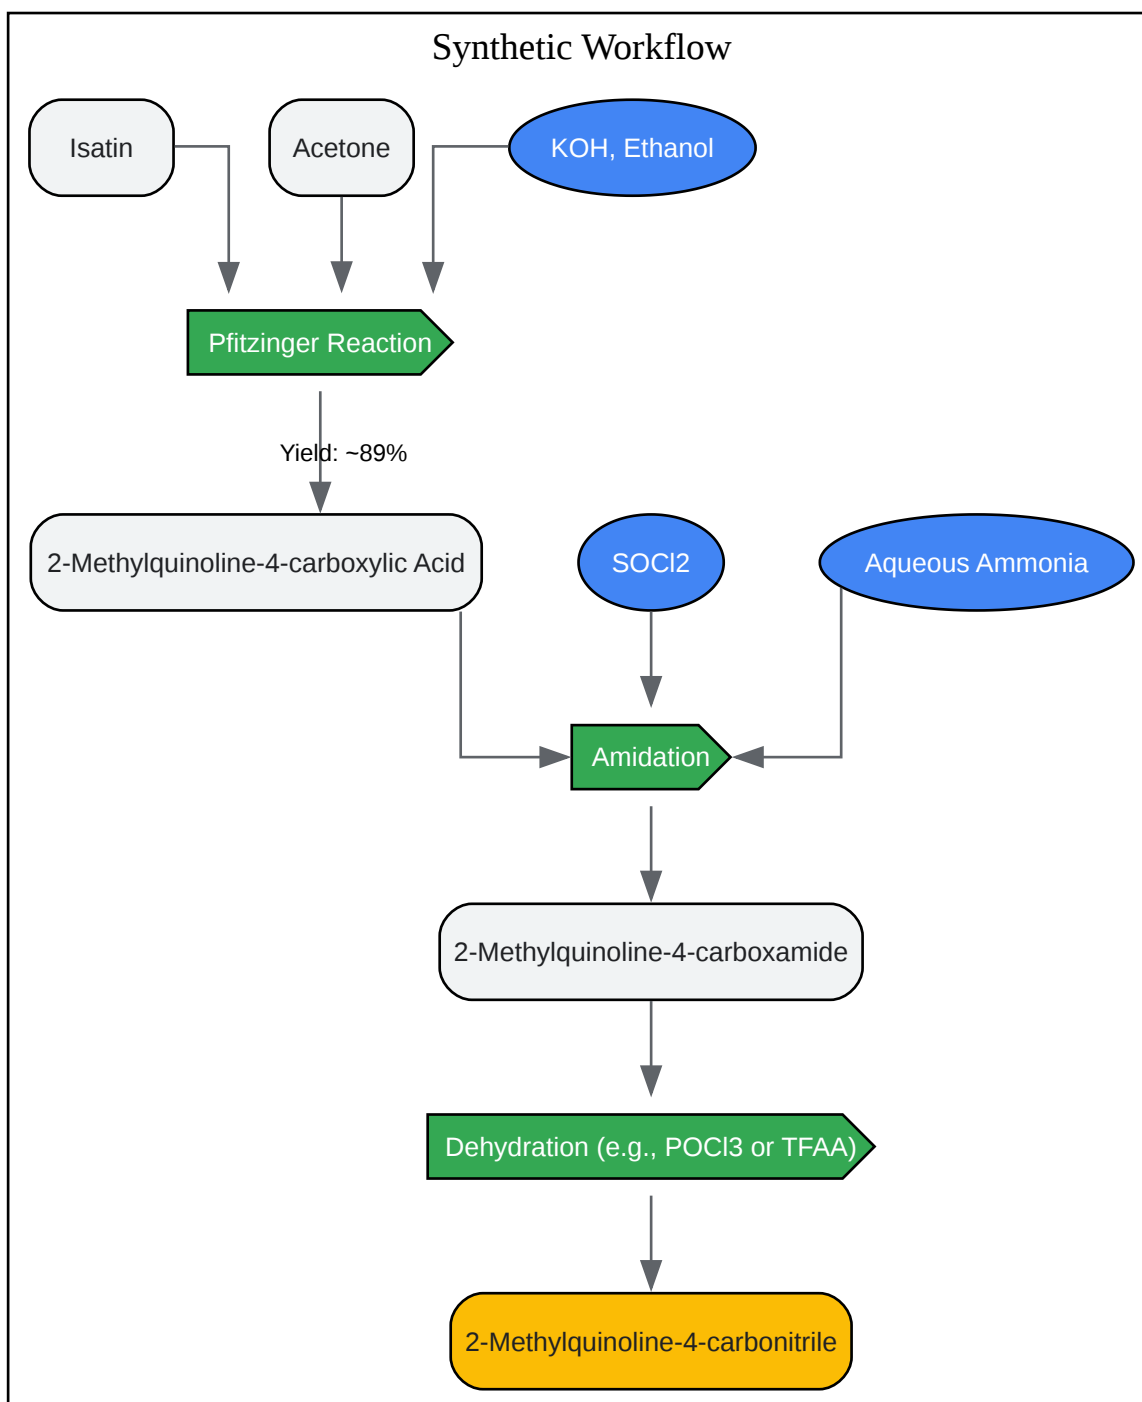 Synthetic Workflow
Isatin
Acetone
KOH, Ethanol
Pfitzinger Reaction
Yield: ~89%
2-Methylquinoline-4-carboxylic Acid
SOCl2
Aqueous Ammonia
Amidation
2-Methylquinoline-4-carboxamide
Dehydration (e.g., POCl3 or TFAA)
2-Methylquinoline-4-carbonitrile